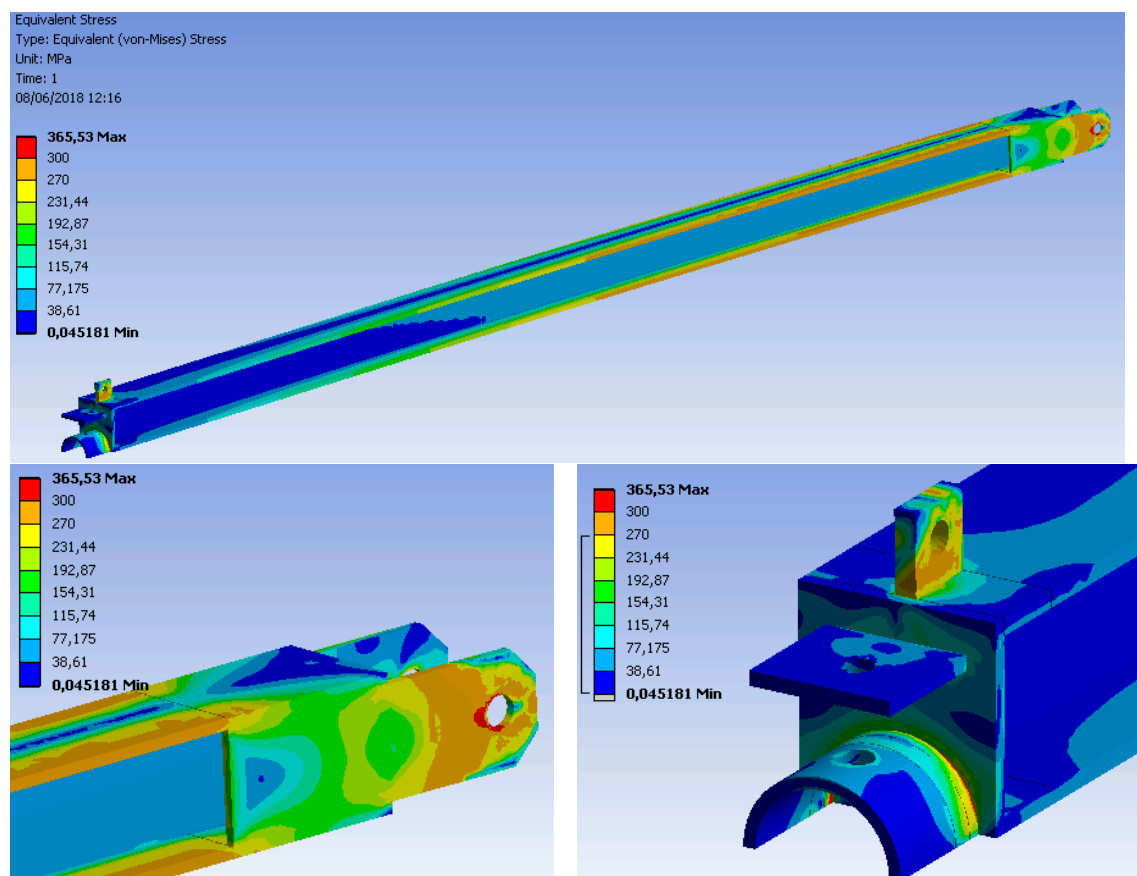 Equivalent Stress
Type: Equivalent (von-Mises) Stress
Unit: MPa
Time: 1
08/06/2018 12:16
365,53 Max
300
270
231,44
192,87
154,31
115,74
77,175
38,61
0,045181 Min
365,53 Max
300
270
231,44
192,87
154,31
115,74
77,175
38,61
0,045181 Min
365,53 Max
300
270
231,44
192,87
154,31
115,74
77,175
38,61
0,045181 Min